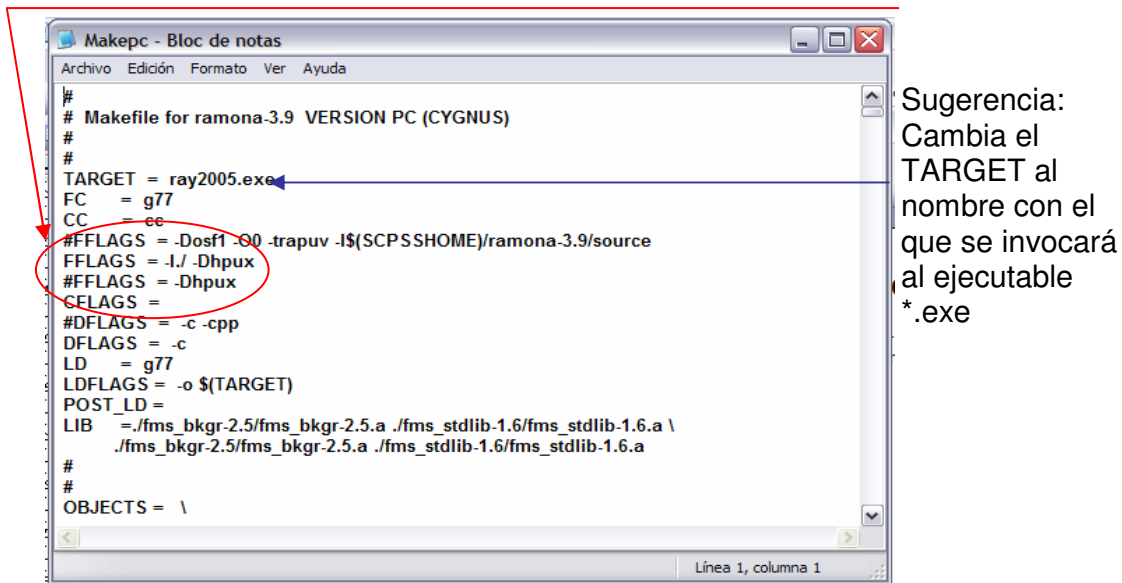 Makepc - Bloc de notas
Archivo Edición Formato Ver Ayuda
#
# Makefile for ramona-3.9 VERSION PC (CYGNUS)
#
#
TARGET = ray2005.exe
FC = g77
CC = cc
#FFLAGS = -Dosf1 -O0 -trapuv -I$(SCPSSHOME)/ramona-3.9/source
FFLAGS = -I./ -Dhpux
#FFLAGS = -Dhpux
CFLAGS =
#DFLAGS = -c -cpp
DFLAGS = -c
LD = g77
LDFLAGS = -o $(TARGET)
POST_LD =
LIB =./fms_bkgr-2.5/fms_bkgr-2.5.a ./fms_stdlib-1.6/fms_stdlib-1.6.a \
./fms_bkgr-2.5/fms_bkgr-2.5.a ./fms_stdlib-1.6/fms_stdlib-1.6.a
#
#
OBJECTS = \
Línea 1, columna 1
Sugerencia:
Cambia el
TARGET al
nombre con el
que se invocará
al ejecutable
*.exe